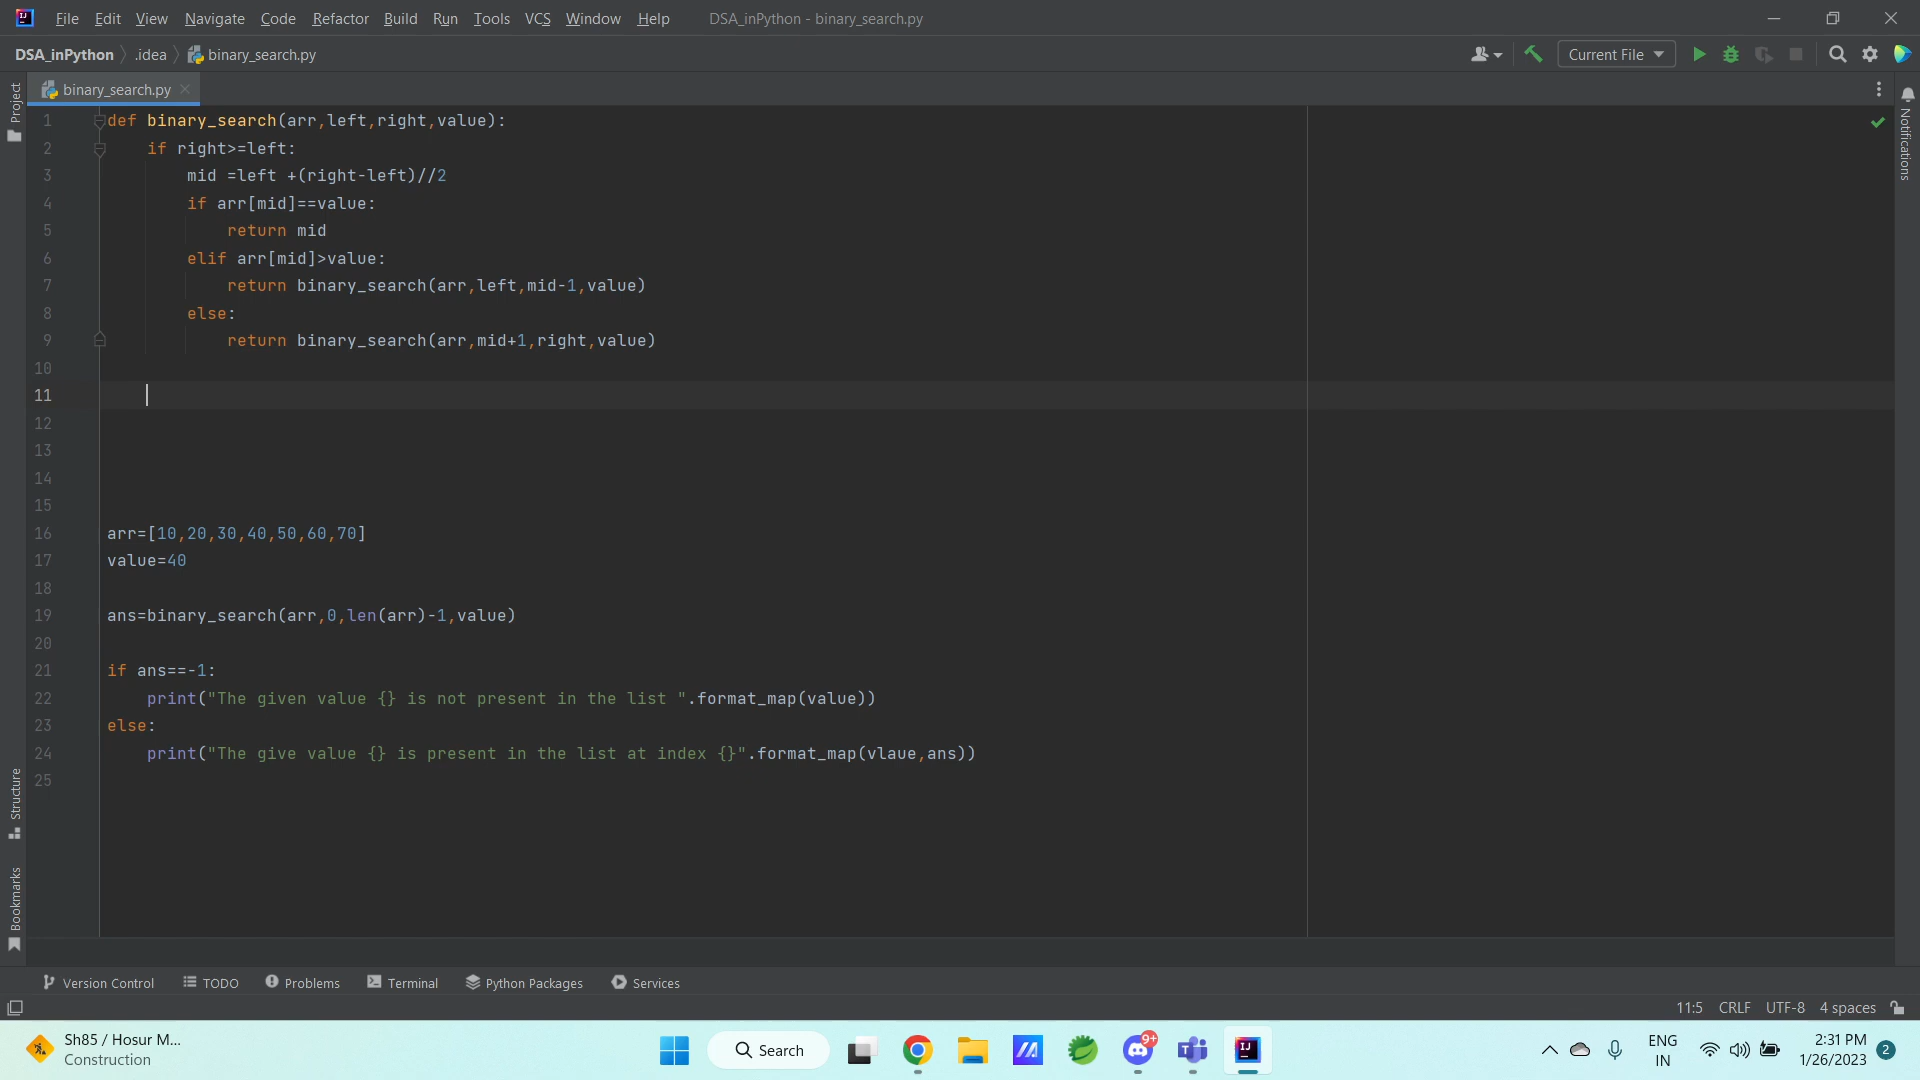 File Edit View Navigate Code Refactor Build Run Tools VCS Window Help DSA_inPython - binary_search.py
DSA_inPython .idea binary_search.py Current File
Project
binary_search.py
Notifications
1 def binary_search(arr,left,right,value):
2 if right>=left:
3 mid =left +(right-left)//2
4 if arr[mid]==value:
5 return mid
6 elif arr[mid]>value:
7 return binary_search(arr,left,mid-1,value)
8 else:
9 return binary_search(arr,mid+1,right,value)
10
11
12
13
14
15
16 arr=[10,20,30,40,50,60,70]
17 value=40
18
19 ans=binary_search(arr,0,len(arr)-1,value)
20
21 if ans==-1:
22 print("The given value {} is not present in the list ".format_map(value))
23 else:
24 print("The give value {} is present in the list at index {}".format_map(vlaue,ans))
25
Structure
Bookmarks
Version Control TODO Problems Terminal Python Packages Services
11:5 CRLF UTF-8 4 spaces
Sh85 / Hosur M...
Construction
Search
9+
ENG
IN
2:31 PM
1/26/2023
2